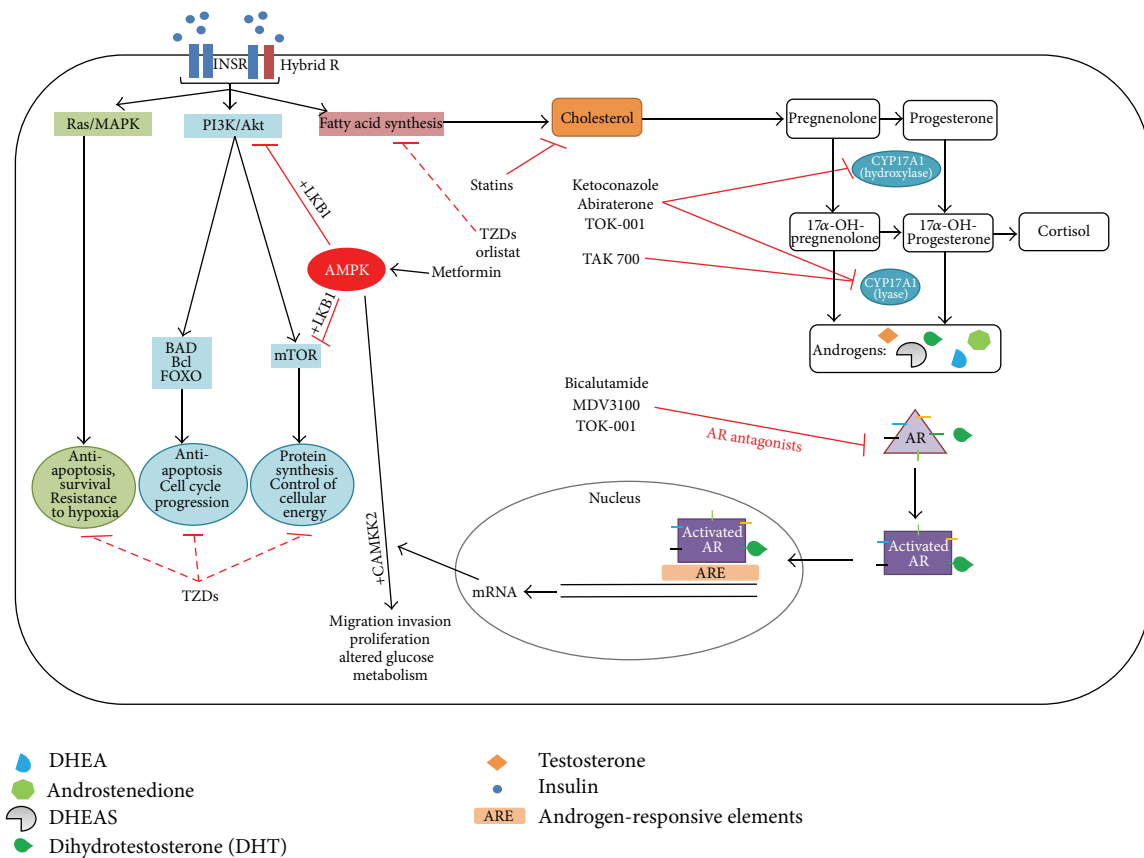 INSR
Hybrid R
Ras/MAPK
PI3K/Akt
Fatty acid synthesis
Cholesterol
Pregnenolone
Progesterone
CYP17A1
(hydroxylase)
Statins
Ketoconazole
Abiraterone
TOK-001
+LKB1
TZDs
orlistat
17α-OH-
pregnenolone
17α-OH-
Progesterone
Cortisol
TAK 700
AMPK
Metformin
CYP17A1
(lyase)
+LKB1
BAD
Bcl
FOXO
mTOR
Androgens:
Bicalutamide
MDV3100
TOK-001
AR antagonists
AR
Anti-
apoptosis,
survival
Resistance
to hypoxia
Anti-
apoptosis
Cell cycle
progression
Protein
synthesis
Control of
cellular
energy
Nucleus
+CAMKK2
Activated
AR
ARE
Activated
AR
mRNA
TZDs
Migration invasion
proliferation
altered glucose
metabolism
DHEA
Androstenedione
DHEAS
Dihydrotestosterone (DHT)
Testosterone
Insulin
ARE
Androgen-responsive elements